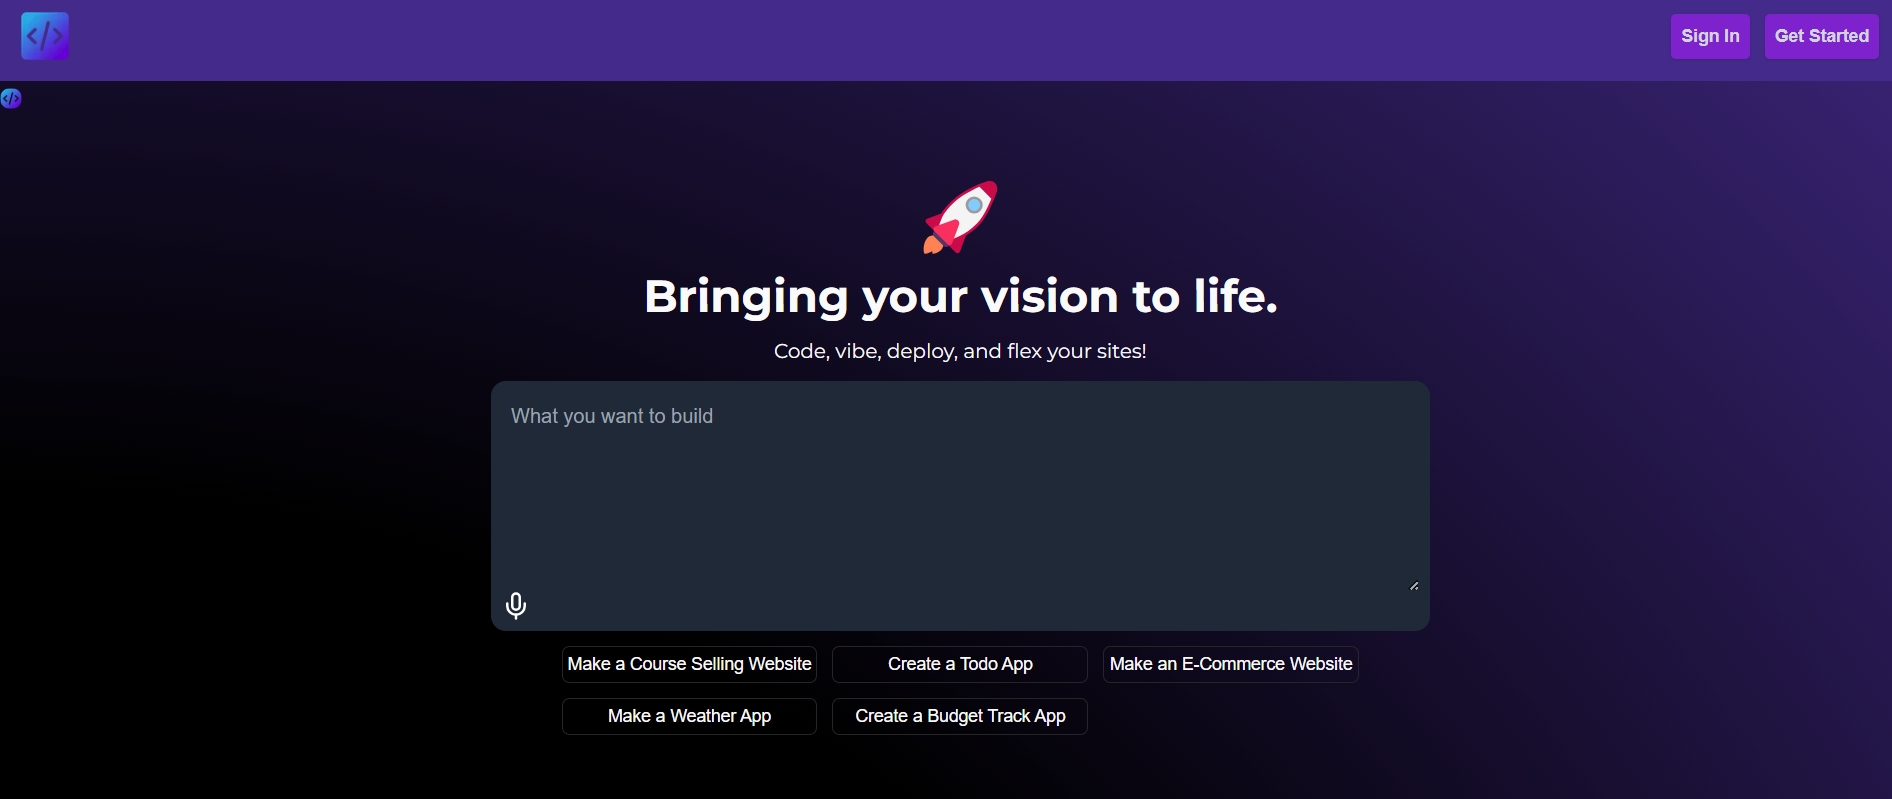 </>
Sign In
Get Started
</>
Bringing your vision to life.
Code, vibe, deploy, and flex your sites!
What you want to build
Make a Course Selling Website
Create a Todo App
Make an E-Commerce Website
Make a Weather App
Create a Budget Track App